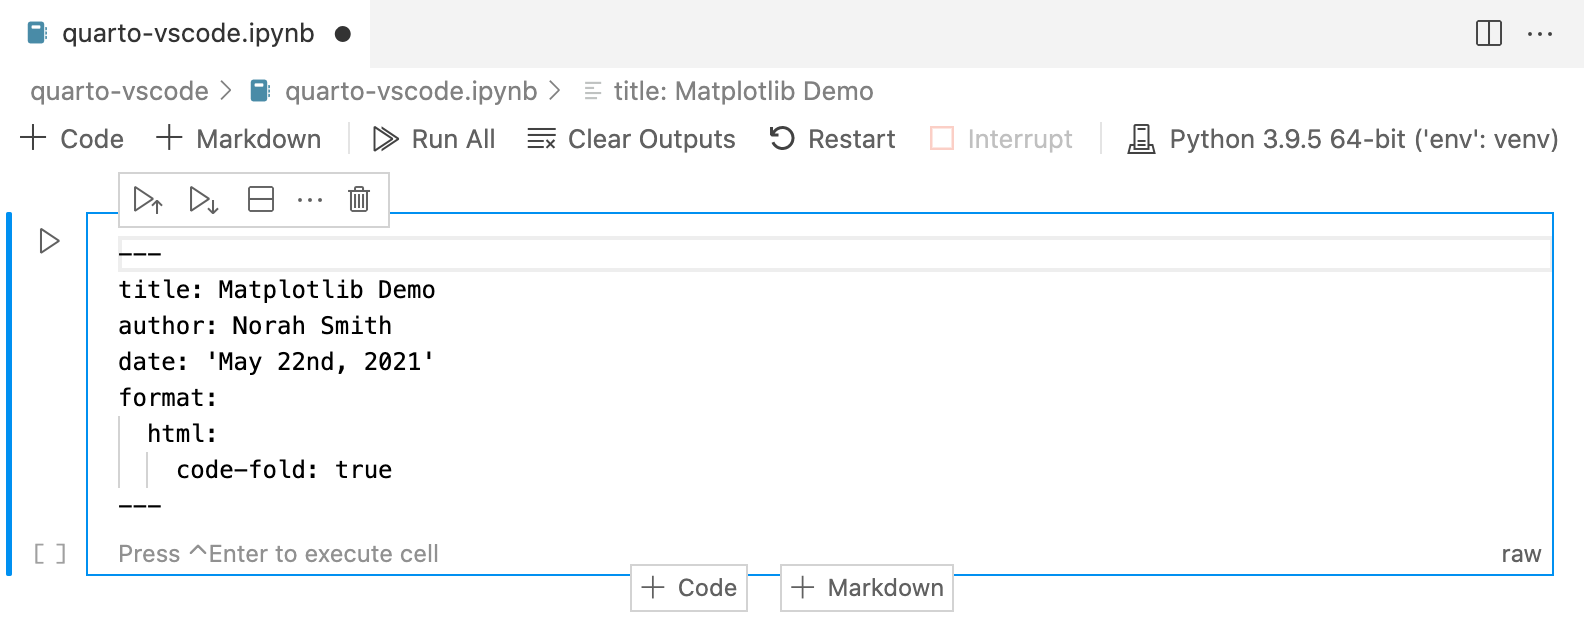 quarto-vscode.ipynb
quarto-vscode > quarto-vscode.ipynb > title: Matplotlib Demo
+ Code + Markdown Run All Clear Outputs Restart Interrupt Python 3.9.5 64-bit ('env': venv)
---
title: Matplotlib Demo
author: Norah Smith
date: 'May 22nd, 2021'
format:
  html:
    code-fold: true
---
[ ] Press ^Enter to execute cell raw
+ Code + Markdown